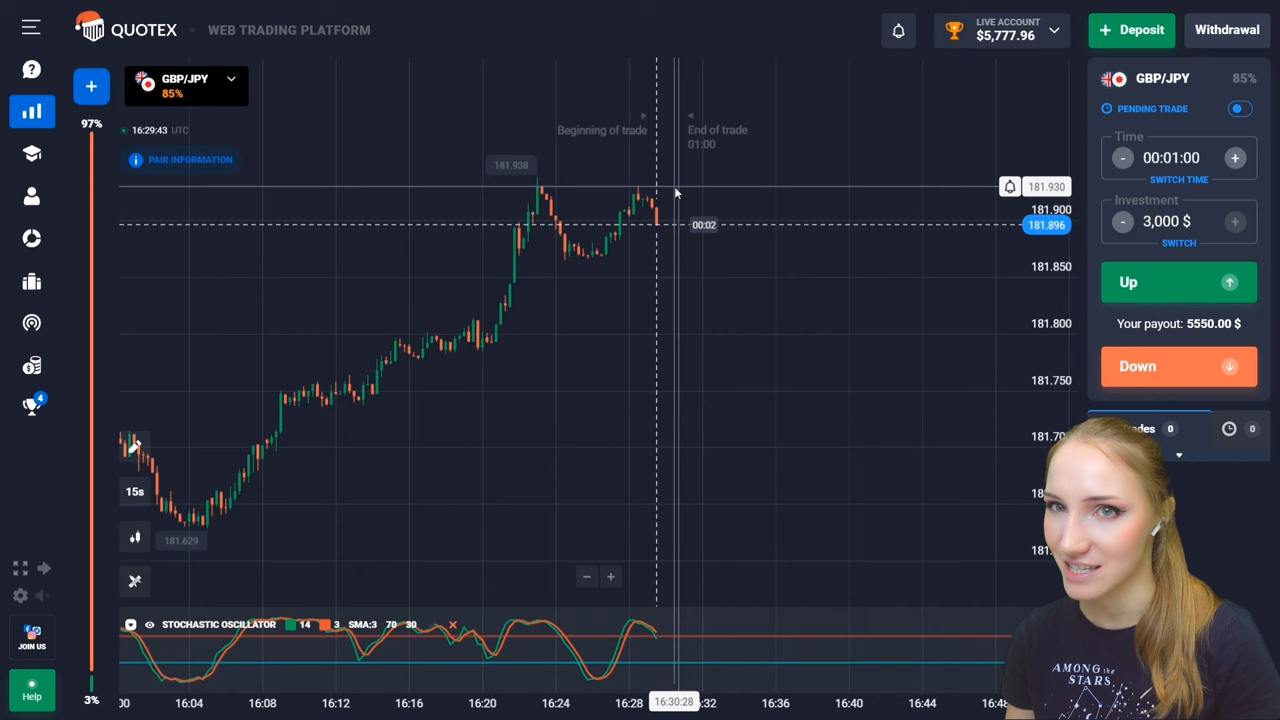 QUOTEX
WEB TRADING PLATFORM
LIVE ACCOUNT
$5,777.96
+ Deposit
Withdrawal
GBP/JPY
85%
97%
16:29:43 UTC
PAIR INFORMATION
Beginning of trade
End of trade
01:00
181.938
181.930
181.900
181.896
00:02
181.850
181.800
181.750
181.629
15s
GBP/JPY
85%
PENDING TRADE
Time
- 00:01:00 +
SWITCH TIME
Investment
- 3,000 $ +
SWITCH
Up
Your payout: 5550.00 $
Down
0
0
4
JOIN US
Help
3%
STOCHASTIC OSCILLATOR 14 3 SMA:3 70 30
:00 16:04 16:08 16:12 16:16 16:20 16:24 16:28 16:30:28 :32 16:36 16:40 16:44
AMONG the
STARS